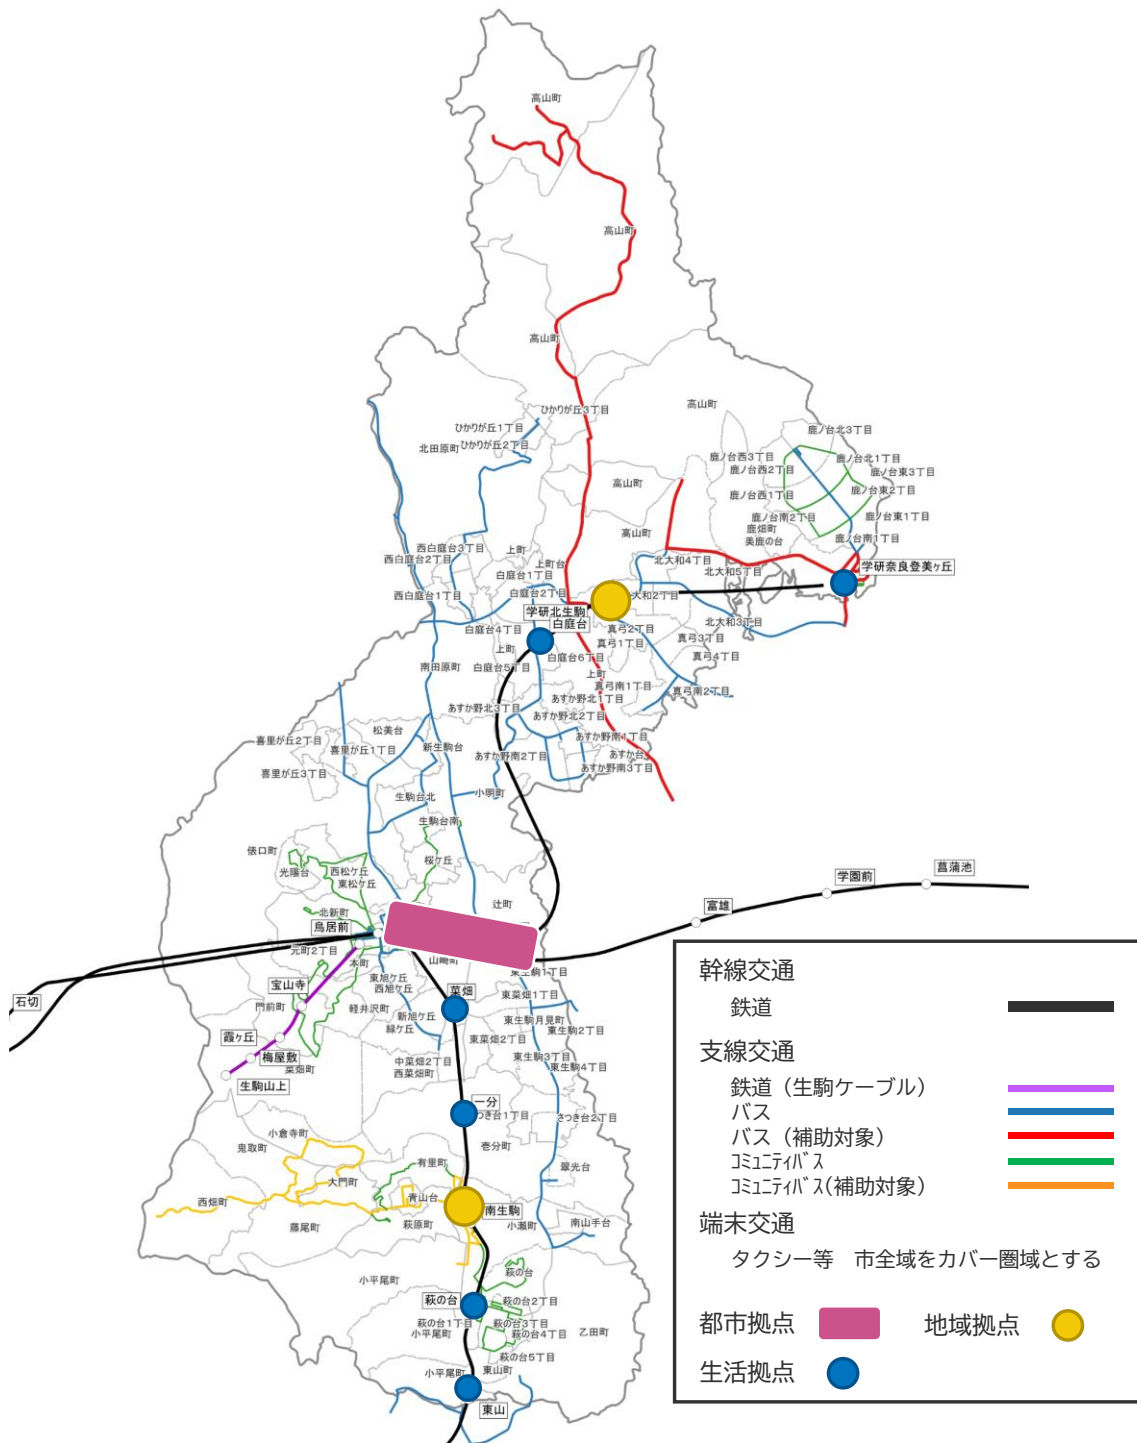 高山町
高山町
高山町
ひかりが丘3丁目
高山町
ひかりが丘1丁目
北田原町
ひかりが丘2丁目
鹿ノ台北3丁目
鹿ノ台西3丁目
鹿ノ台北1丁目
鹿ノ台西2丁目
鹿ノ台東3丁目
高山町
鹿ノ台西1丁目
鹿ノ台東2丁目
鹿ノ台南2丁目
鹿ノ台東1丁目
鹿畑町
高山町
美鹿の台
鹿ノ台南1丁目
西白庭台3丁目
上町
西白庭台2丁目
上町台
北大和4丁目
学研奈良登美ヶ丘
白庭台1丁目
北大和5丁目
西白庭台1丁目
白庭台2丁目
大和2丁目
学研北生駒
白庭台
北大和3丁目
白庭台4丁目
真弓2丁目
真弓1丁目
真弓3丁目
上町
白庭台6丁目
真弓4丁目
南田原町
白庭台5丁目
上町
真弓南1丁目
真弓南2丁目
あすか野北1丁目
あすか野北3丁目
あすか野北2丁目
松美台
喜里が丘2丁目
喜里が丘1丁目
新生駒台
あすか野南1丁目
あすか野南2丁目
あすか台
喜里が丘3丁目
あすか野南3丁目
生駒台北
小明町
生駒台南
俵口町
光陽台
西松ケ丘
東松ケ丘
桜ケ丘
菖蒲池
学園前
辻町
北新町
富雄
鳥居前
元町2丁目
本町
山崎町
東生駒1丁目
石切
宝山寺
東旭ケ丘
西旭ケ丘
菜畑
東菜畑1丁目
門前町
軽井沢町
新旭ケ丘
緑ケ丘
東生駒月見町
東生駒2丁目
霞ヶ丘
東菜畑2丁目
梅屋敷
菜畑町
中菜畑2丁目
西菜畑町
東生駒3丁目
東生駒4丁目
生駒山上
一分
つき台1丁目
さつき台2丁目
小倉寺町
鬼取町
壱分町
有里町
翠光台
大門町
西畑町
青山台
南生駒
藤尾町
萩原町
小瀬町
南山手台
小平尾町
萩の台
萩の台
萩の台2丁目
萩の台1丁目
萩の台3丁目
小平尾町
萩の台4丁目
乙田町
萩の台5丁目
小平尾町
東山町
東山
幹線交通
鉄道
支線交通
鉄道（生駒ケーブル）
バス
バス（補助対象）
ｺﾐｭﾆﾃｨﾊﾞｽ
ｺﾐｭﾆﾃｨﾊﾞｽ(補助対象）
端末交通
タクシー等　市全域をカバー圏域とする
都市拠点　地域拠点
生活拠点